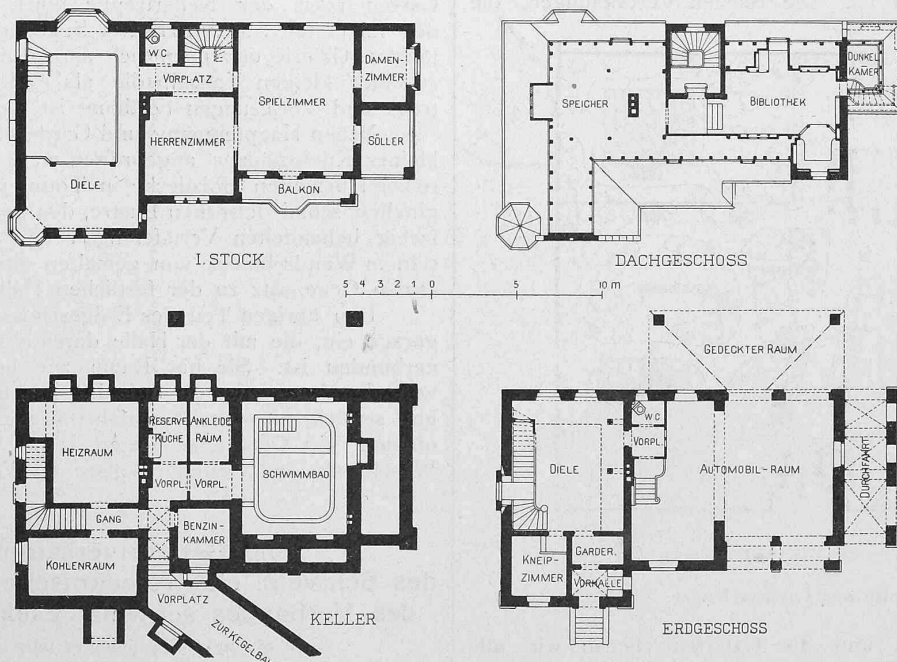 W.C.
VORPLATZ
SPIELZIMMER
DAMEN-
ZIMMER
HERRENZIMMER
SÖLLER
DIELE
BALKON
I. STOCK
SPEICHER
BIBLIOTHEK
DUNKEL
KAMER
DACHGESCHOSS
5 4 3 2 1 0 5 10 m
HEIZRAUM
RESERVE
KÜCHE
ANKLEIDE
RAUM
SCHWIMMBAD
VORPL.
VORPL.
GANG
BENZIN-
KAMMER
KOHLENRAUM
VORPLATZ
ZUR KEGELBAHN
KELLER
GEDECKTER RAUM
W.C.
VORPL.
DIELE
AUTOMOBIL-RAUM
DURCHFAHRT
KNEIP-
ZIMMER
GARDER.
VORHALLE
ERDGESCHOSS